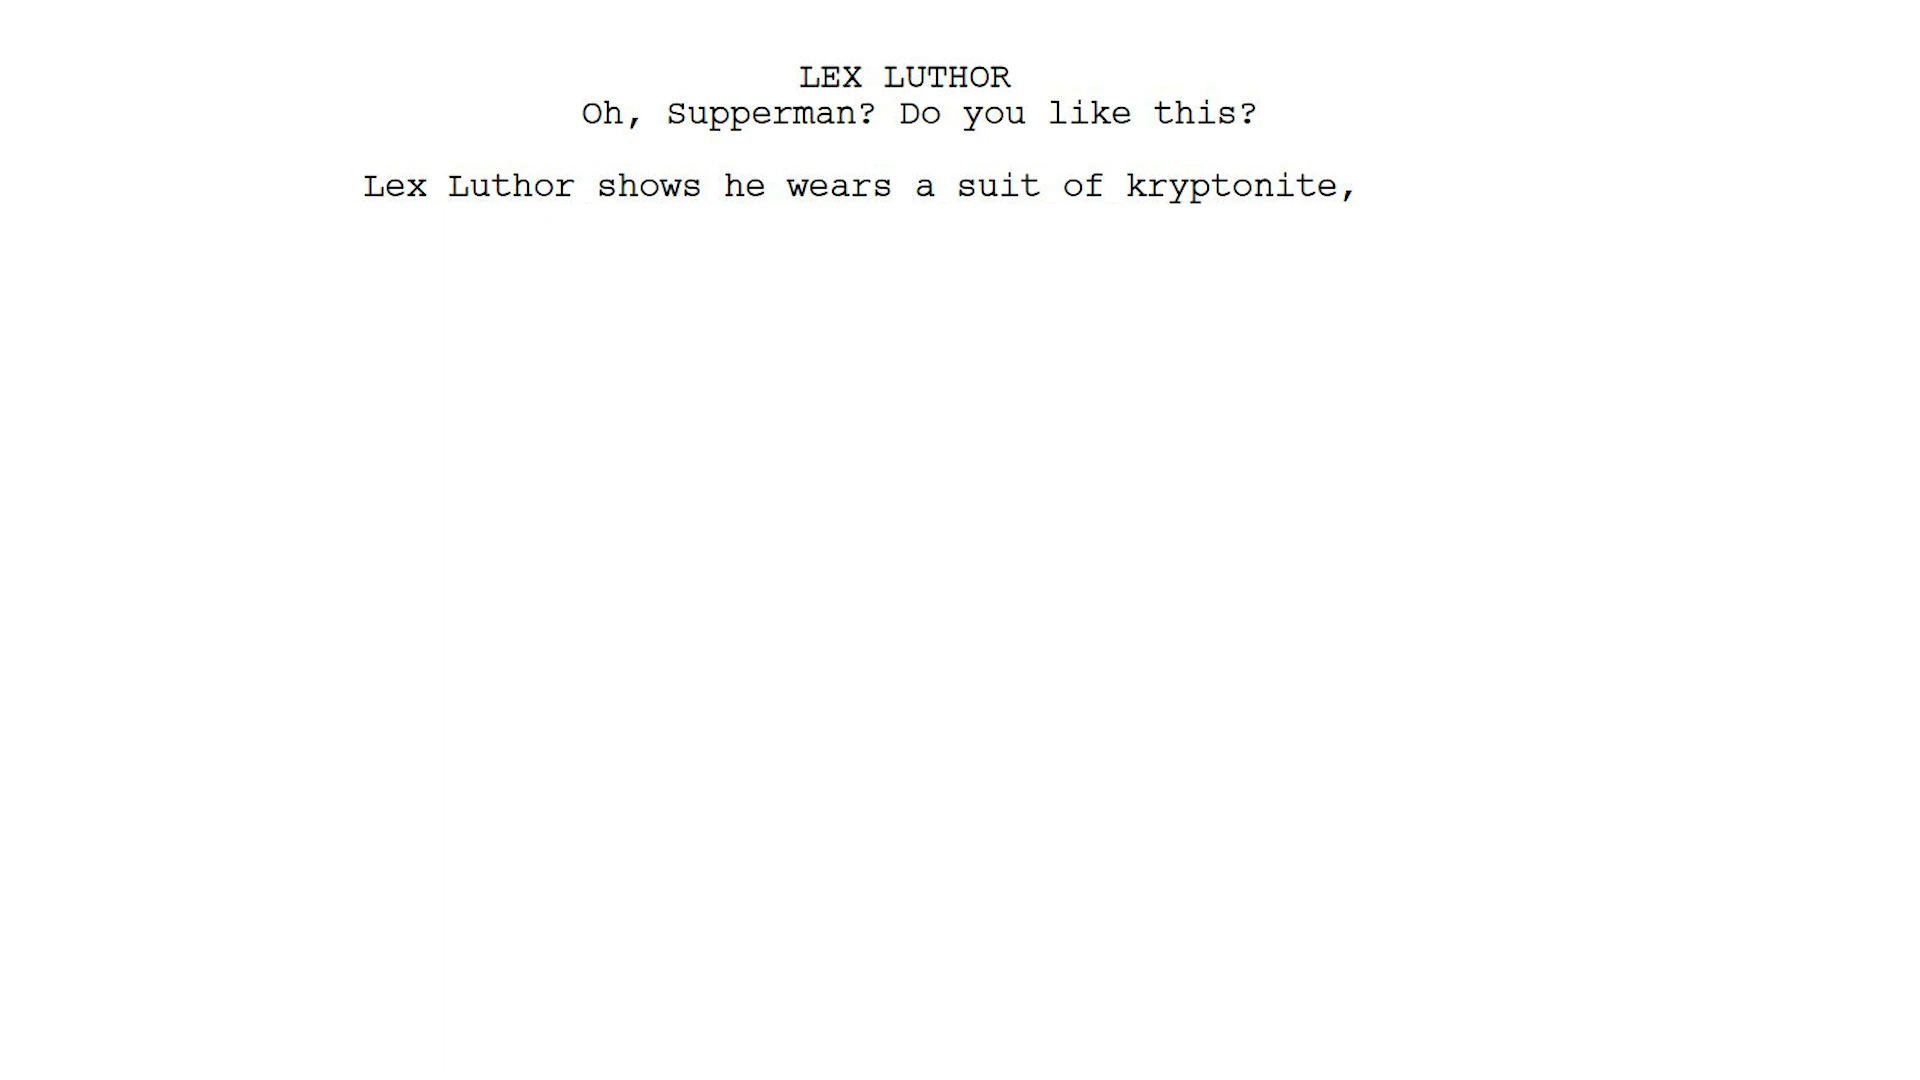 LEX LUTHOR
Oh, Supperman? Do you like this?
Lex Luthor shows he wears a suit of kryptonite,